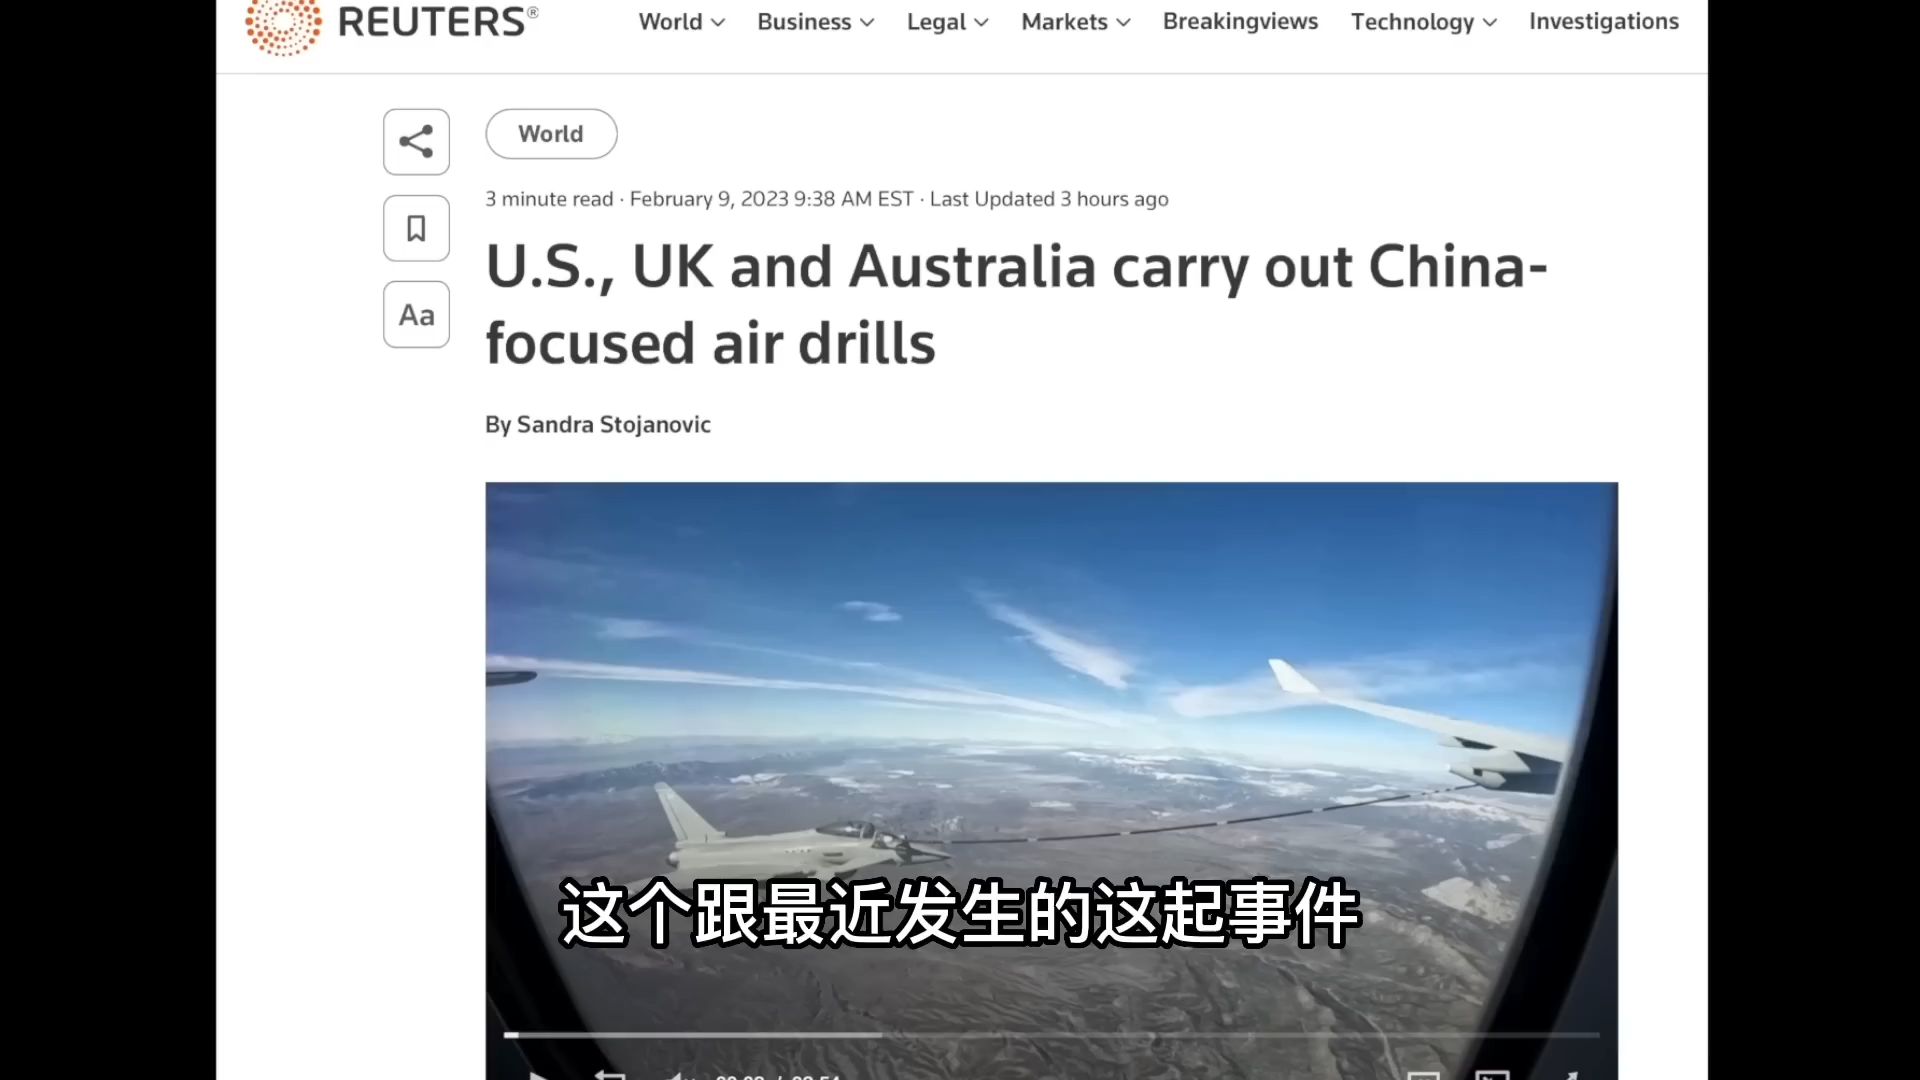 REUTERS®
World Business Legal Markets Breakingviews Technology Investigations
World
3 minute read · February 9, 2023 9:38 AM EST · Last Updated 3 hours ago
Aa
U.S., UK and Australia carry out China-
focused air drills
By Sandra Stojanovic
这个跟最近发生的这起事件